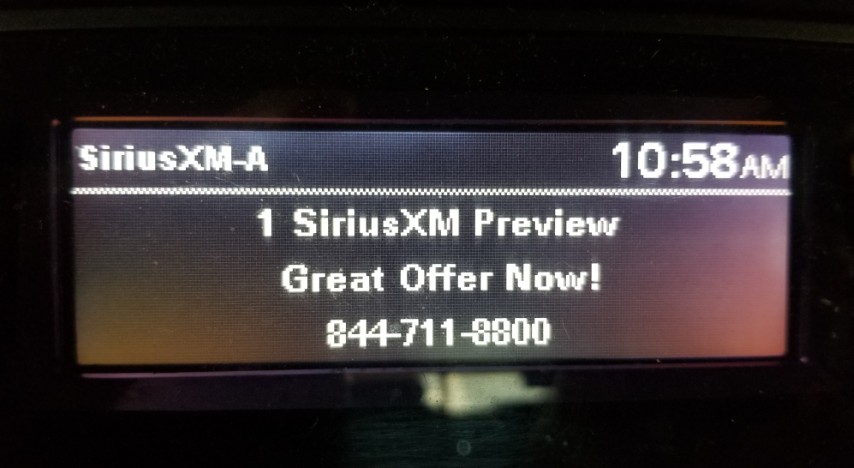 SiriusXM-A 10:58AM
1 SiriusXM Preview
Great Offer Now!
844-711-8800